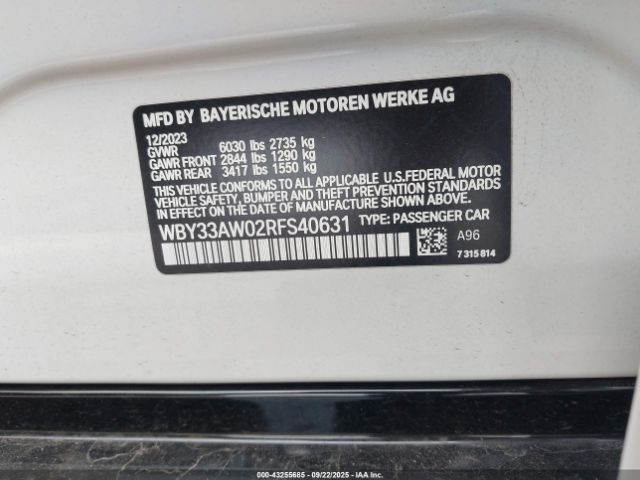 MFD BY BAYERISCHE MOTOREN WERKE AG
12/2023
GVWR 6030 lbs 2735 kg
GAWR FRONT 2844 lbs 1290 kg
GAWR REAR 3417 lbs 1550 kg
THIS VEHICLE CONFORMS TO ALL APPLICABLE U.S.FEDERAL MOTOR
VEHICLE SAFETY, BUMPER, AND THEFT PREVENTION STANDARDS IN
EFFECT ON THE DATE OF MANUFACTURE SHOWN ABOVE.
WBY33AW02RFS40631 TYPE: PASSENGER CAR
A96
7 315 814
000-43255685 - 09/22/2025 - IAAI.COM